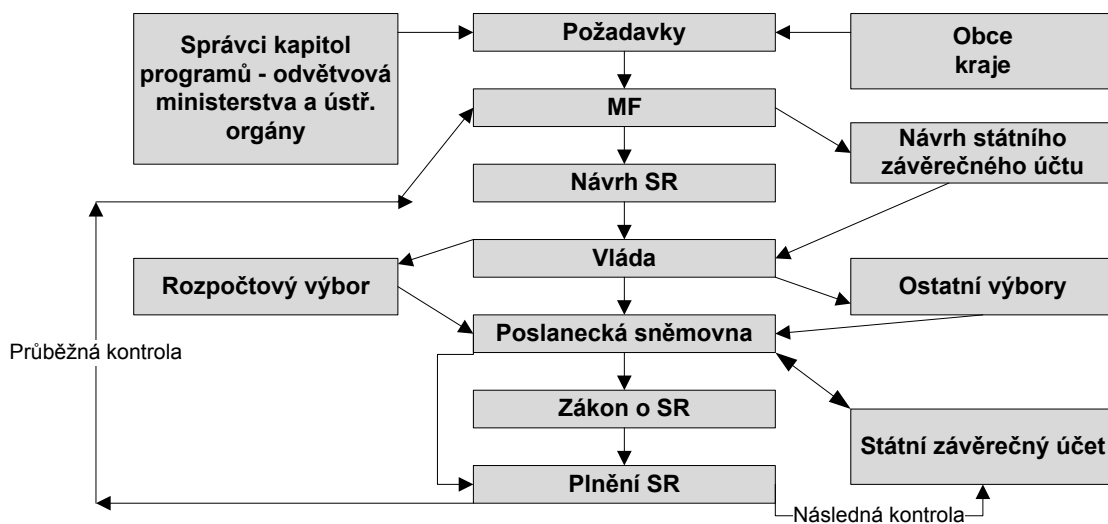 Správci kapitol
programů - odvětvová
ministerstva a ústř.
orgány
Požadavky
Obce
kraje
MF
Návrh státního
závěrečného účtu
Návrh SR
Vláda
Rozpočtový výbor
Ostatní výbory
Poslanecká sněmovna
Průběžná kontrola
Zákon o SR
Státní závěrečný účet
Plnění SR
Následná kontrola